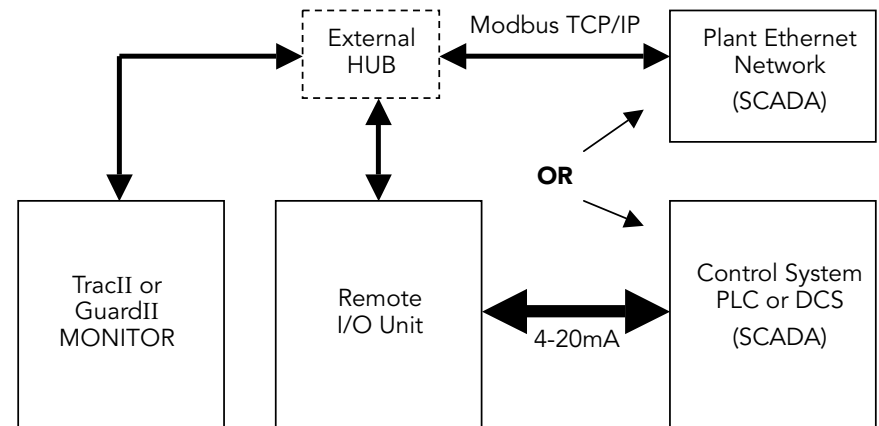 External
HUB
Modbus TCP/IP
Plant Ethernet
Network
(SCADA)
OR
TracII or
GuardII
MONITOR
Remote
I/O Unit
4-20mA
Control System
PLC or DCS
(SCADA)